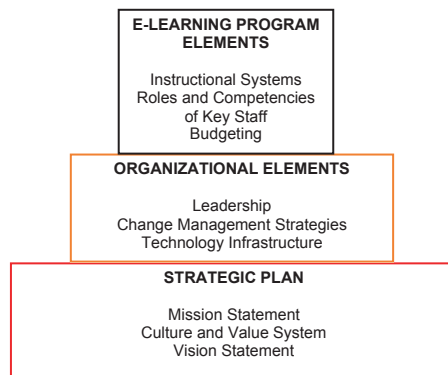 E-LEARNING PROGRAM
ELEMENTS
Instructional Systems
Roles and Competencies
of Key Staff
Budgeting
ORGANIZATIONAL ELEMENTS
Leadership
Change Management Strategies
Technology Infrastructure
STRATEGIC PLAN
Mission Statement
Culture and Value System
Vision Statement